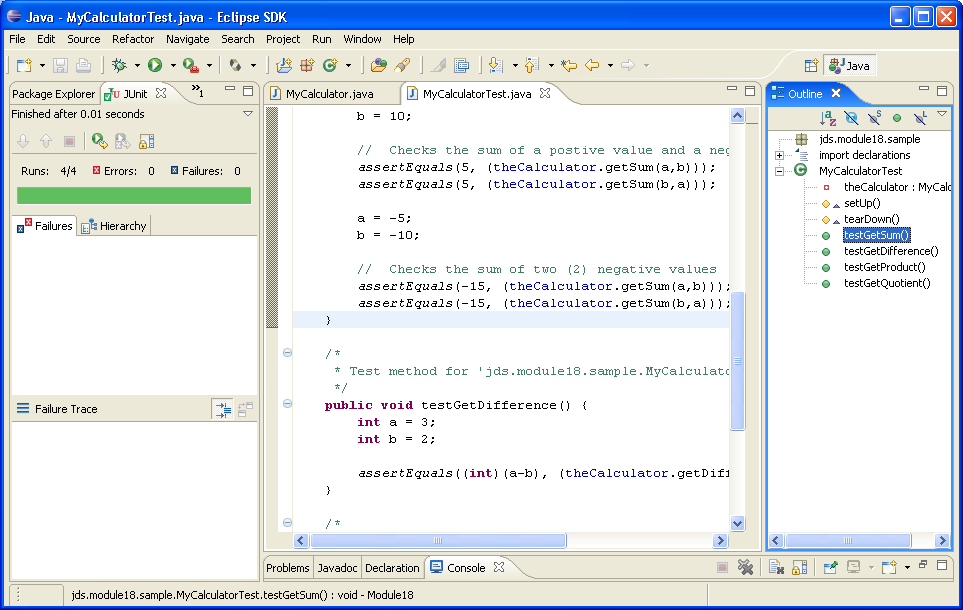 Java - MyCalculatorTest.java - Eclipse SDK
File Edit Source Refactor Navigate Search Project Run Window Help
Java
Package Explorer JUnit 1
Finished after 0.01 seconds
Runs: 4/4 Errors: 0 Failures: 0
Failures Hierarchy
Failure Trace
MyCalculator.java MyCalculatorTest.java
b = 10;
// Checks the sum of a postive value and a neg
assertEquals(5, (theCalculator.getSum(a,b)));
assertEquals(5, (theCalculator.getSum(b,a)));
a = -5;
b = -10;
// Checks the sum of two (2) negative values
assertEquals(-15, (theCalculator.getSum(a,b)));
assertEquals(-15, (theCalculator.getSum(b,a)));
}
/*
* Test method for 'jds.module18.sample.MyCalculato
*/
public void testGetDifference() {
int a = 3;
int b = 2;
assertEquals((int)(a-b), (theCalculator.getDiff
}
/*
Outline
jds.module18.sample
import declarations
MyCalculatorTest
theCalculator : MyCalc
setUp()
tearDown()
testGetSum()
testGetDifference()
testGetProduct()
testGetQuotient()
Problems Javadoc Declaration Console
jds.module18.sample.MyCalculatorTest.testGetSum() : void - Module18